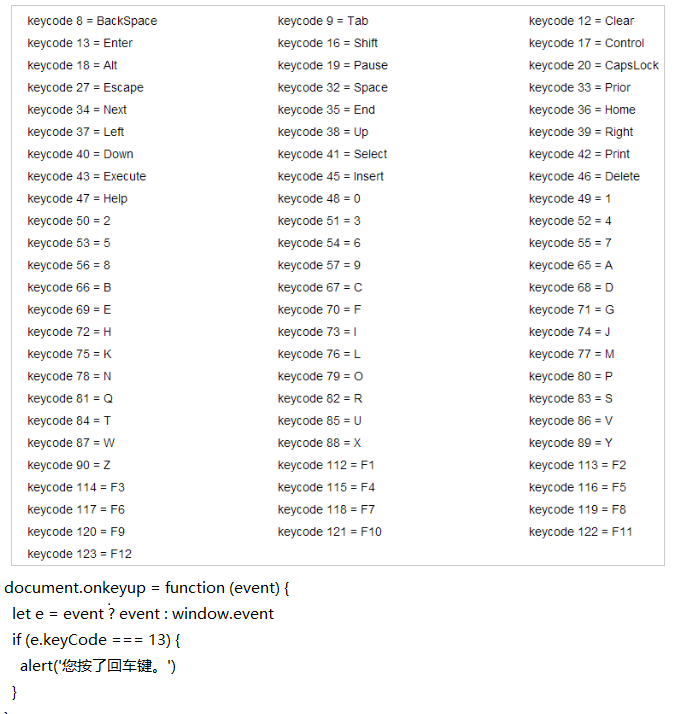 keycode 8 = BackSpace keycode 9 = Tab keycode 12 = Clear
keycode 13 = Enter keycode 16 = Shift keycode 17 = Control
keycode 18 = Alt keycode 19 = Pause keycode 20 = CapsLock
keycode 27 = Escape keycode 32 = Space keycode 33 = Prior
keycode 34 = Next keycode 35 = End keycode 36 = Home
keycode 37 = Left keycode 38 = Up keycode 39 = Right
keycode 40 = Down keycode 41 = Select keycode 42 = Print
keycode 43 = Execute keycode 45 = Insert keycode 46 = Delete
keycode 47 = Help keycode 48 = 0 keycode 49 = 1
keycode 50 = 2 keycode 51 = 3 keycode 52 = 4
keycode 53 = 5 keycode 54 = 6 keycode 55 = 7
keycode 56 = 8 keycode 57 = 9 keycode 65 = A
keycode 66 = B keycode 67 = C keycode 68 = D
keycode 69 = E keycode 70 = F keycode 71 = G
keycode 72 = H keycode 73 = I keycode 74 = J
keycode 75 = K keycode 76 = L keycode 77 = M
keycode 78 = N keycode 79 = O keycode 80 = P
keycode 81 = Q keycode 82 = R keycode 83 = S
keycode 84 = T keycode 85 = U keycode 86 = V
keycode 87 = W keycode 88 = X keycode 89 = Y
keycode 90 = Z keycode 112 = F1 keycode 113 = F2
keycode 114 = F3 keycode 115 = F4 keycode 116 = F5
keycode 117 = F6 keycode 118 = F7 keycode 119 = F8
keycode 120 = F9 keycode 121 = F10 keycode 122 = F11
keycode 123 = F12
document.onkeyup = function (event) {
let e = event ? event : window.event
if (e.keyCode === 13) {
alert('您按了回车键。')
}